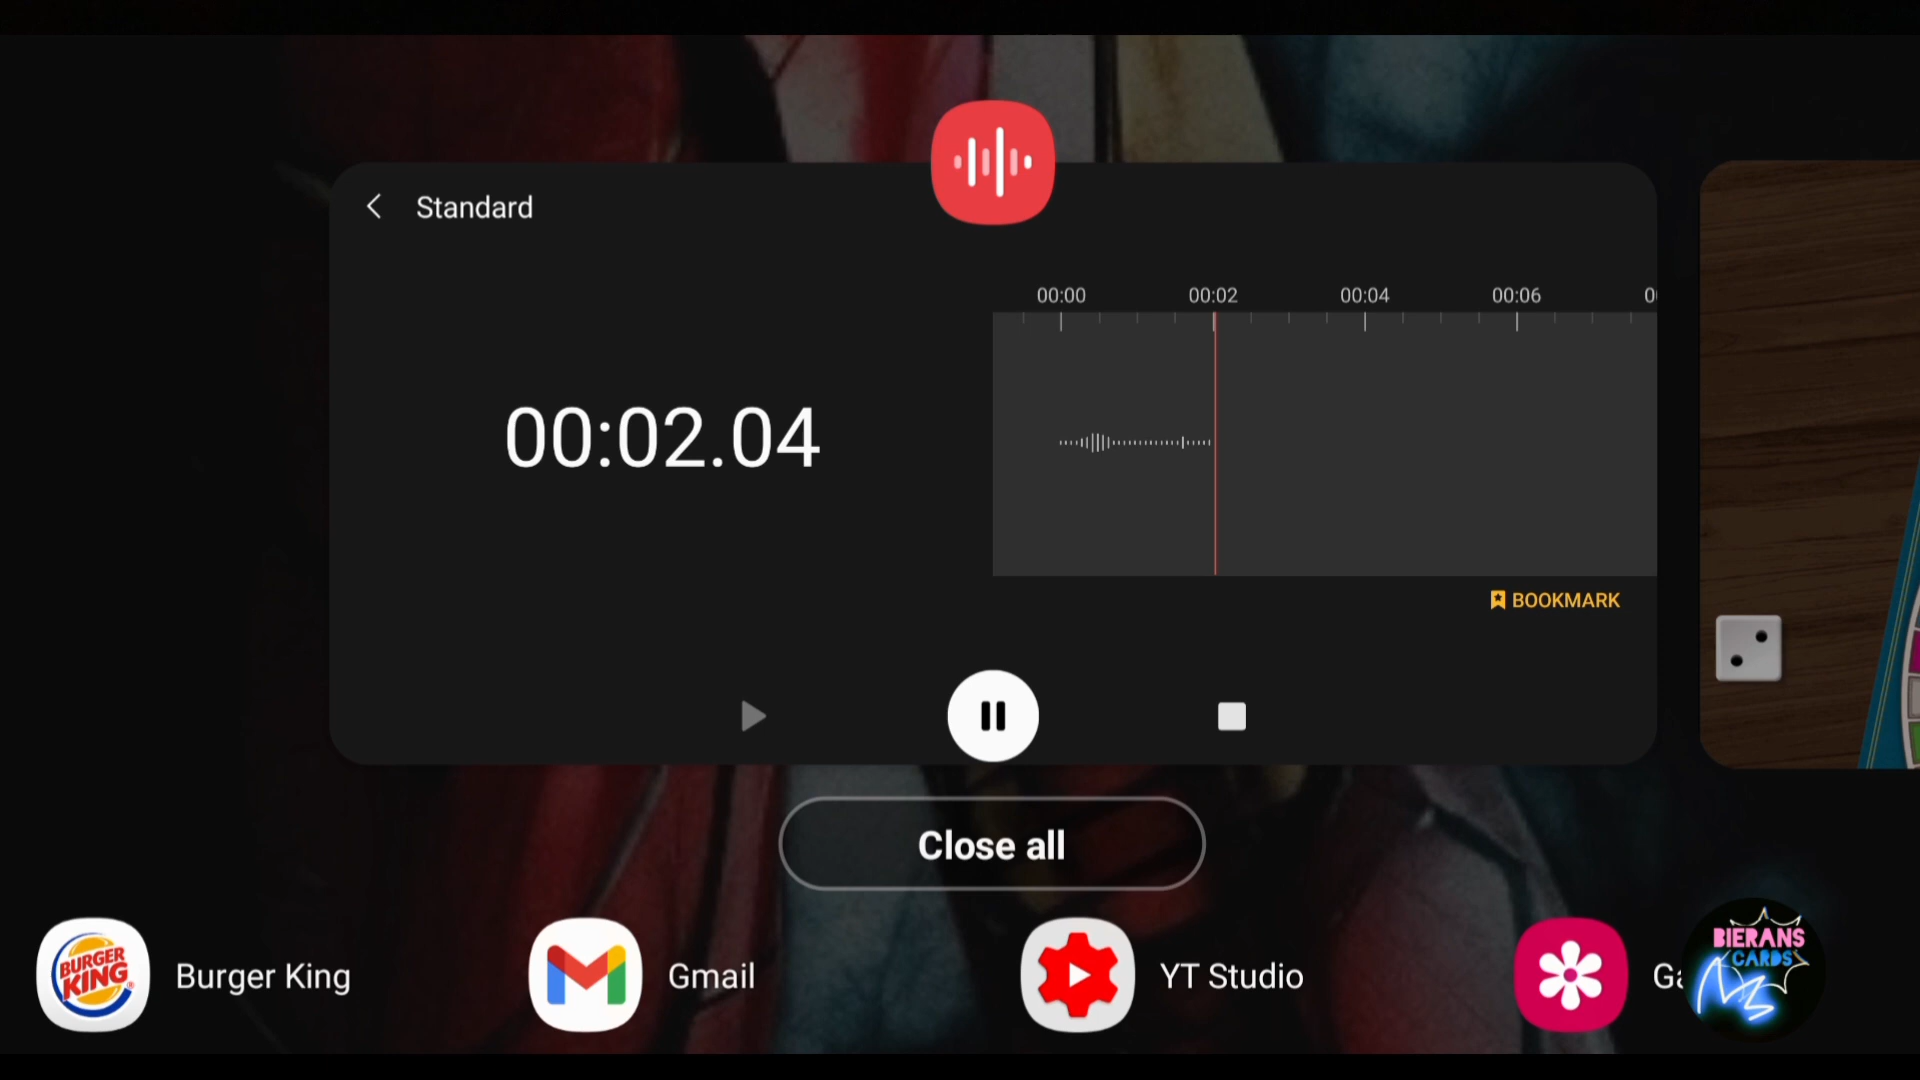 Standard
00:00 00:02 00:04 00:06
00:02.04
BOOKMARK
Close all
BURGER
KING
Burger King
Gmail
YT Studio
BIERANS
CARDS